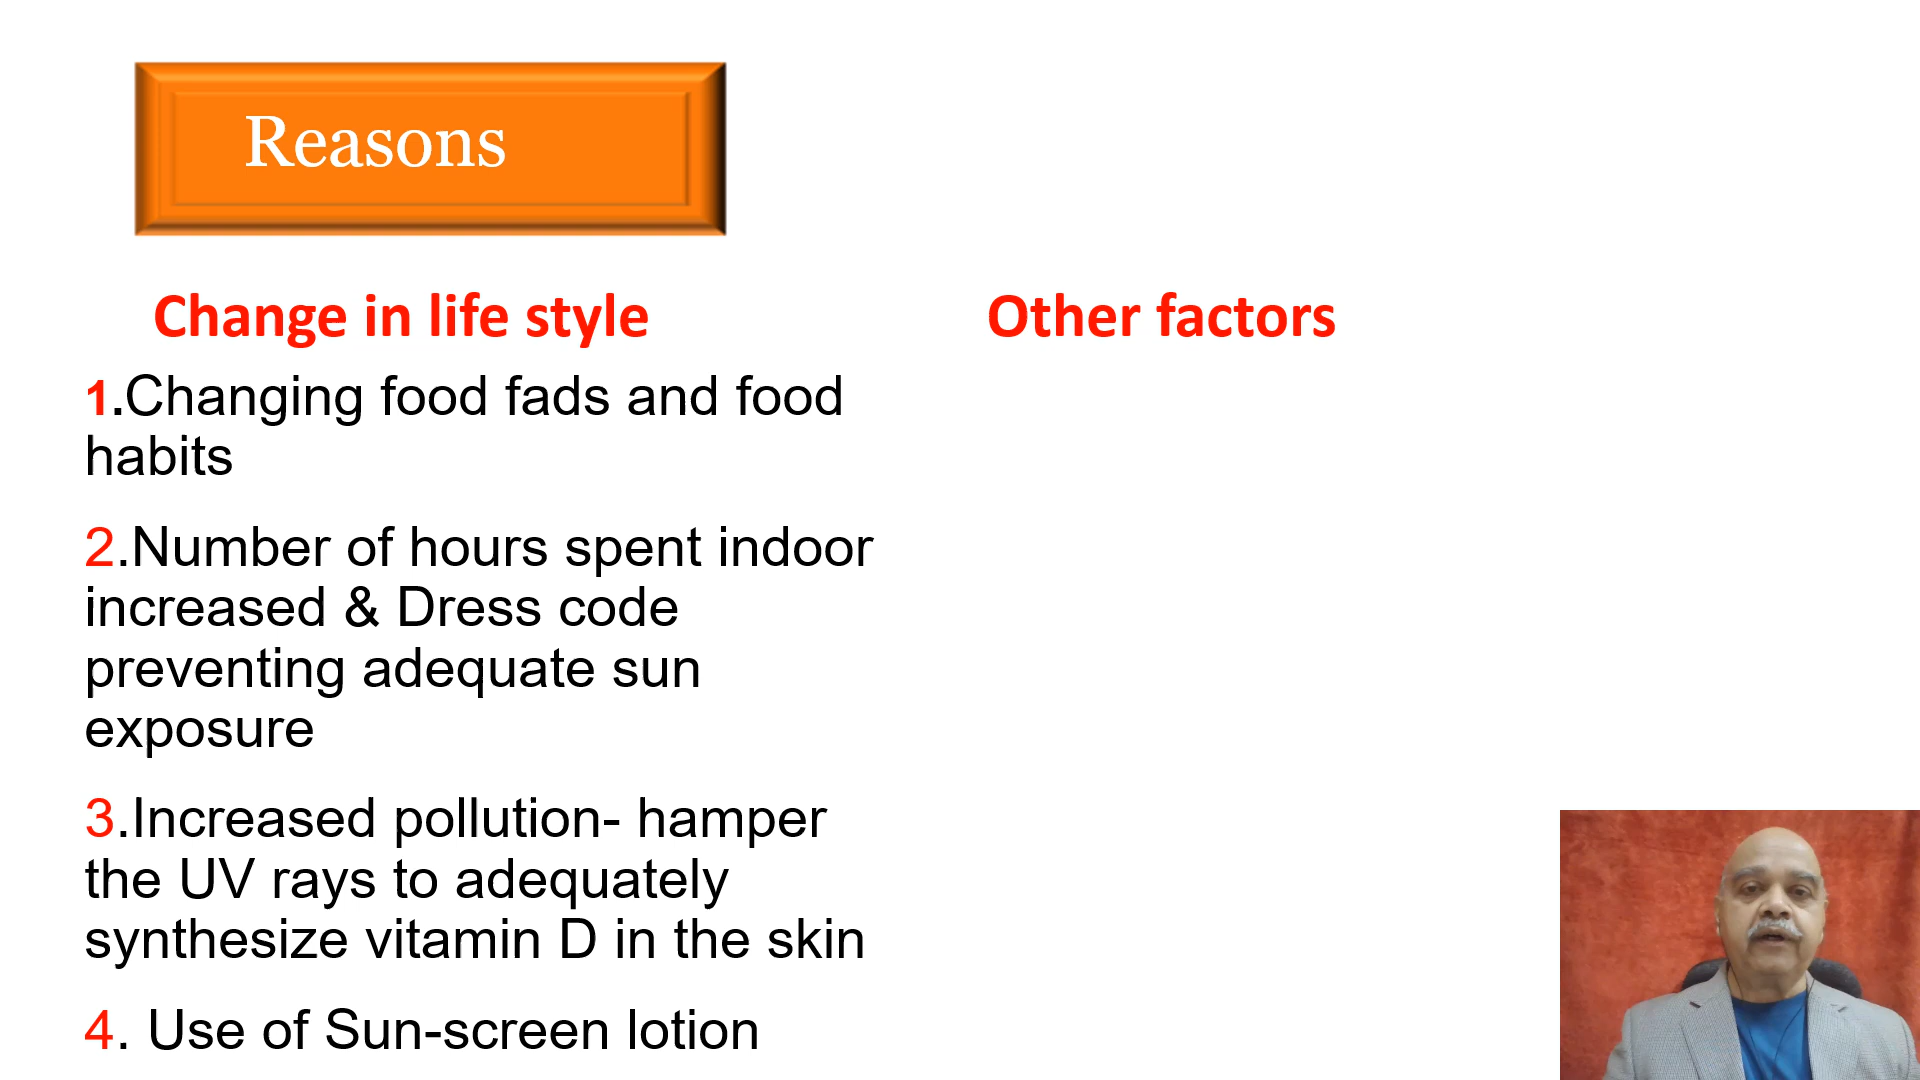 Reasons
Change in life style
1.Changing food fads and food
habits
2.Number of hours spent indoor
increased & Dress code
preventing adequate sun
exposure
3.Increased pollution- hamper
the UV rays to adequately
synthesize vitamin D in the skin
4. Use of Sun-screen lotion
Other factors